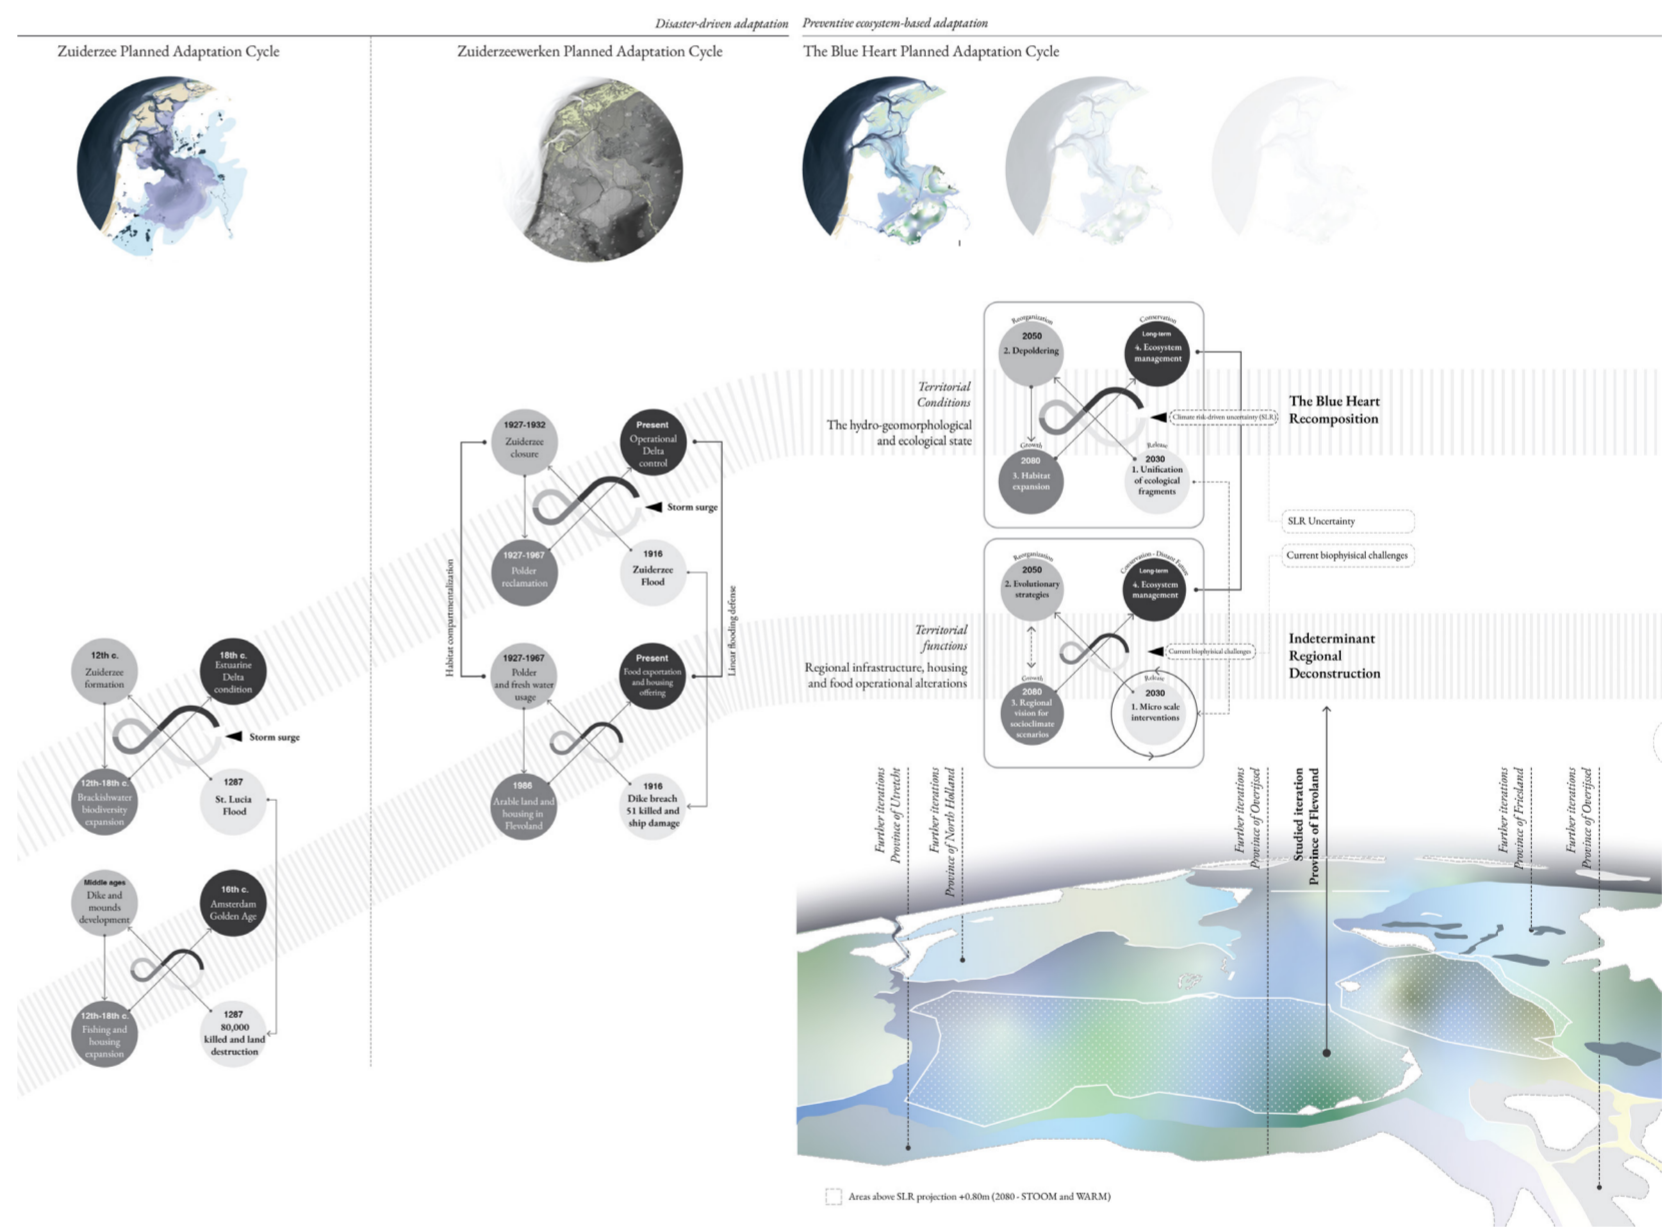 Disaster-driven adaptation
Preventive ecosystem-based adaptation
Zuiderzee Planned Adaptation Cycle
Zuiderzeewerken Planned Adaptation Cycle
The Blue Heart Planned Adaptation Cycle
12th c.
Zuiderzee
formation
18th c.
Estuarine
Delta
condition
Storm surge
12th-18th c.
Brackishwater
biodiversity
expansion
1287
St. Lucia
Flood
Middle ages
Dike and
mounds
development
16th c.
Amsterdam
Golden Age
12th-18th c.
Fishing and
housing
expansion
1287
80,000
killed and land
destruction
1927-1932
Zuiderzee
closure
Present
Operational
Delta
control
Storm surge
1927-1967
Polder
reclamation
1916
Zuiderzee
Flood
Habitat compartmentalization
Linear flooding defense
1927-1967
Polder
and fresh water
usage
Present
Food exportation
and housing
offering
1986
Arable land and
housing in
Flevoland
1916
Dike breach
51 killed and
ship damage
Territorial
Conditions
The hydro-geomorphological
and ecological state
Reorganization
2050
2. Depoldering
Conservation
Long-term
4. Ecosystem
management
Climate risk-driven uncertainty (SLR)
Growth
2080
3. Habitat
expansion
Release
2030
1. Unification
of ecological
fragments
The Blue Heart
Recomposition
SLR Uncertainty
Current biophyisical challenges
Territorial
functions
Regional infrastructure, housing
and food operational alterations
Reorganization
2050
2. Evolutionary
strategies
Conservation - Distant Future
Long-term
4. Ecosystem
management
Current biophyisical challenges
Growth
2080
3. Regional
vision for
socioclimate
scenarios
Release
2030
1. Micro scale
interventions
Indeterminant
Regional
Deconstruction
Further iterations
Province of Utretche
Further iterations
Province of North Holland
Further iterations
Province of Overijssel
Studied iteration
Province of Flevoland
Further iterations
Province of Friesland
Further iterations
Province of Overijssel
Areas above SLR projection +0.80m (2080 - STOOM and WARM)